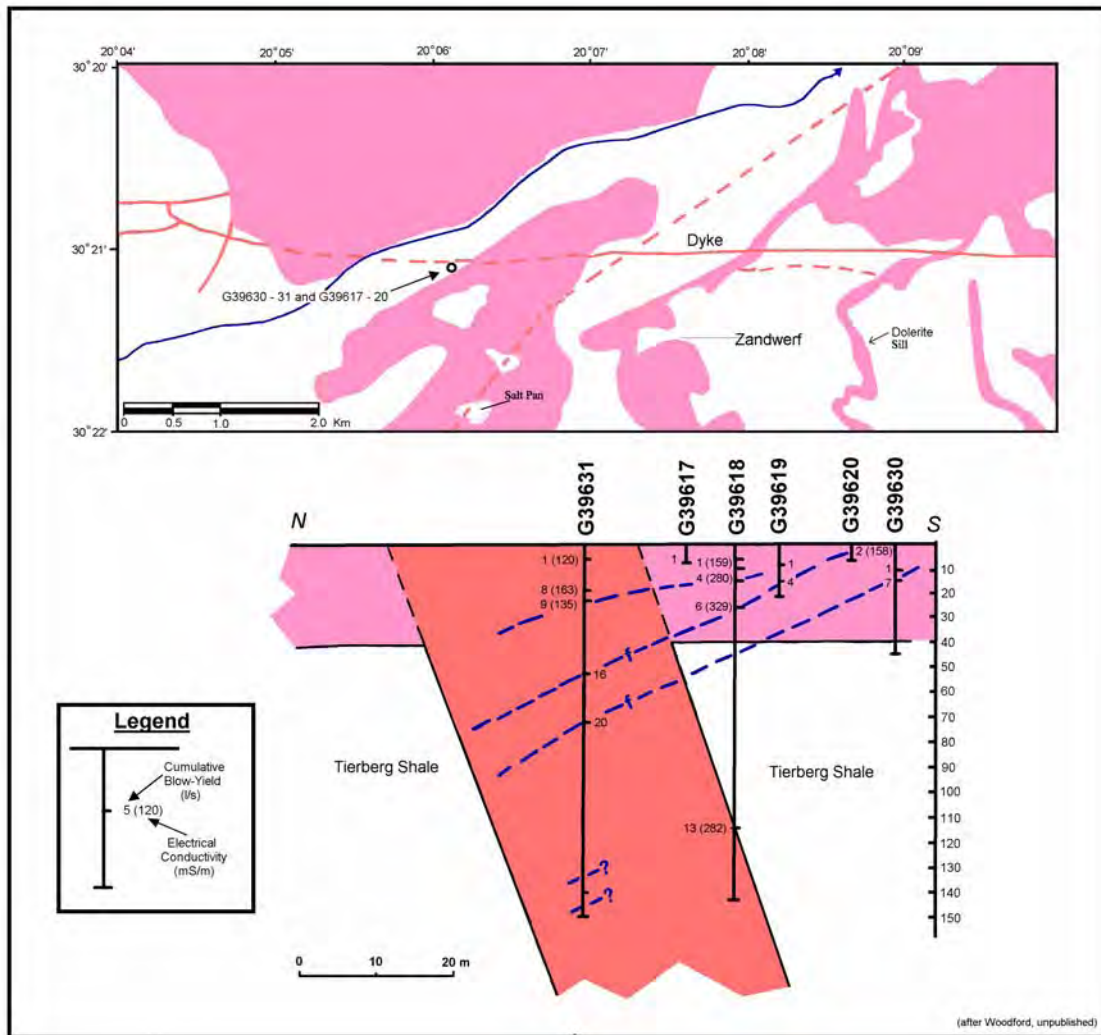 20°04' 20°05' 20°06' 20°07' 20°08' 20°09'
30°20'
30°21'
30°22'
Dyke
G39630 - 31 and G39617 - 20
Zandwerf
Dolerite
Sill
Salt Pan
0 0.5 1.0 2.0 Km
N
G39631
G39617
G39618
G39619
G39620
G39630
S
1 (120)
8 (163)
9 (135)
16
20
1
1 (159)
4 (280)
6 (329)
13 (282)
1
4
2 (158)
1
7
f
f
?
?
10
20
30
40
50
60
70
80
90
100
110
120
130
140
150
Tierberg Shale
Tierberg Shale
Legend
Cumulative
Blow-Yield
(l/s)
5 (120)
Electrical
Conductivity
(mS/m)
0 10 20 m
(after Woodford, unpublished)